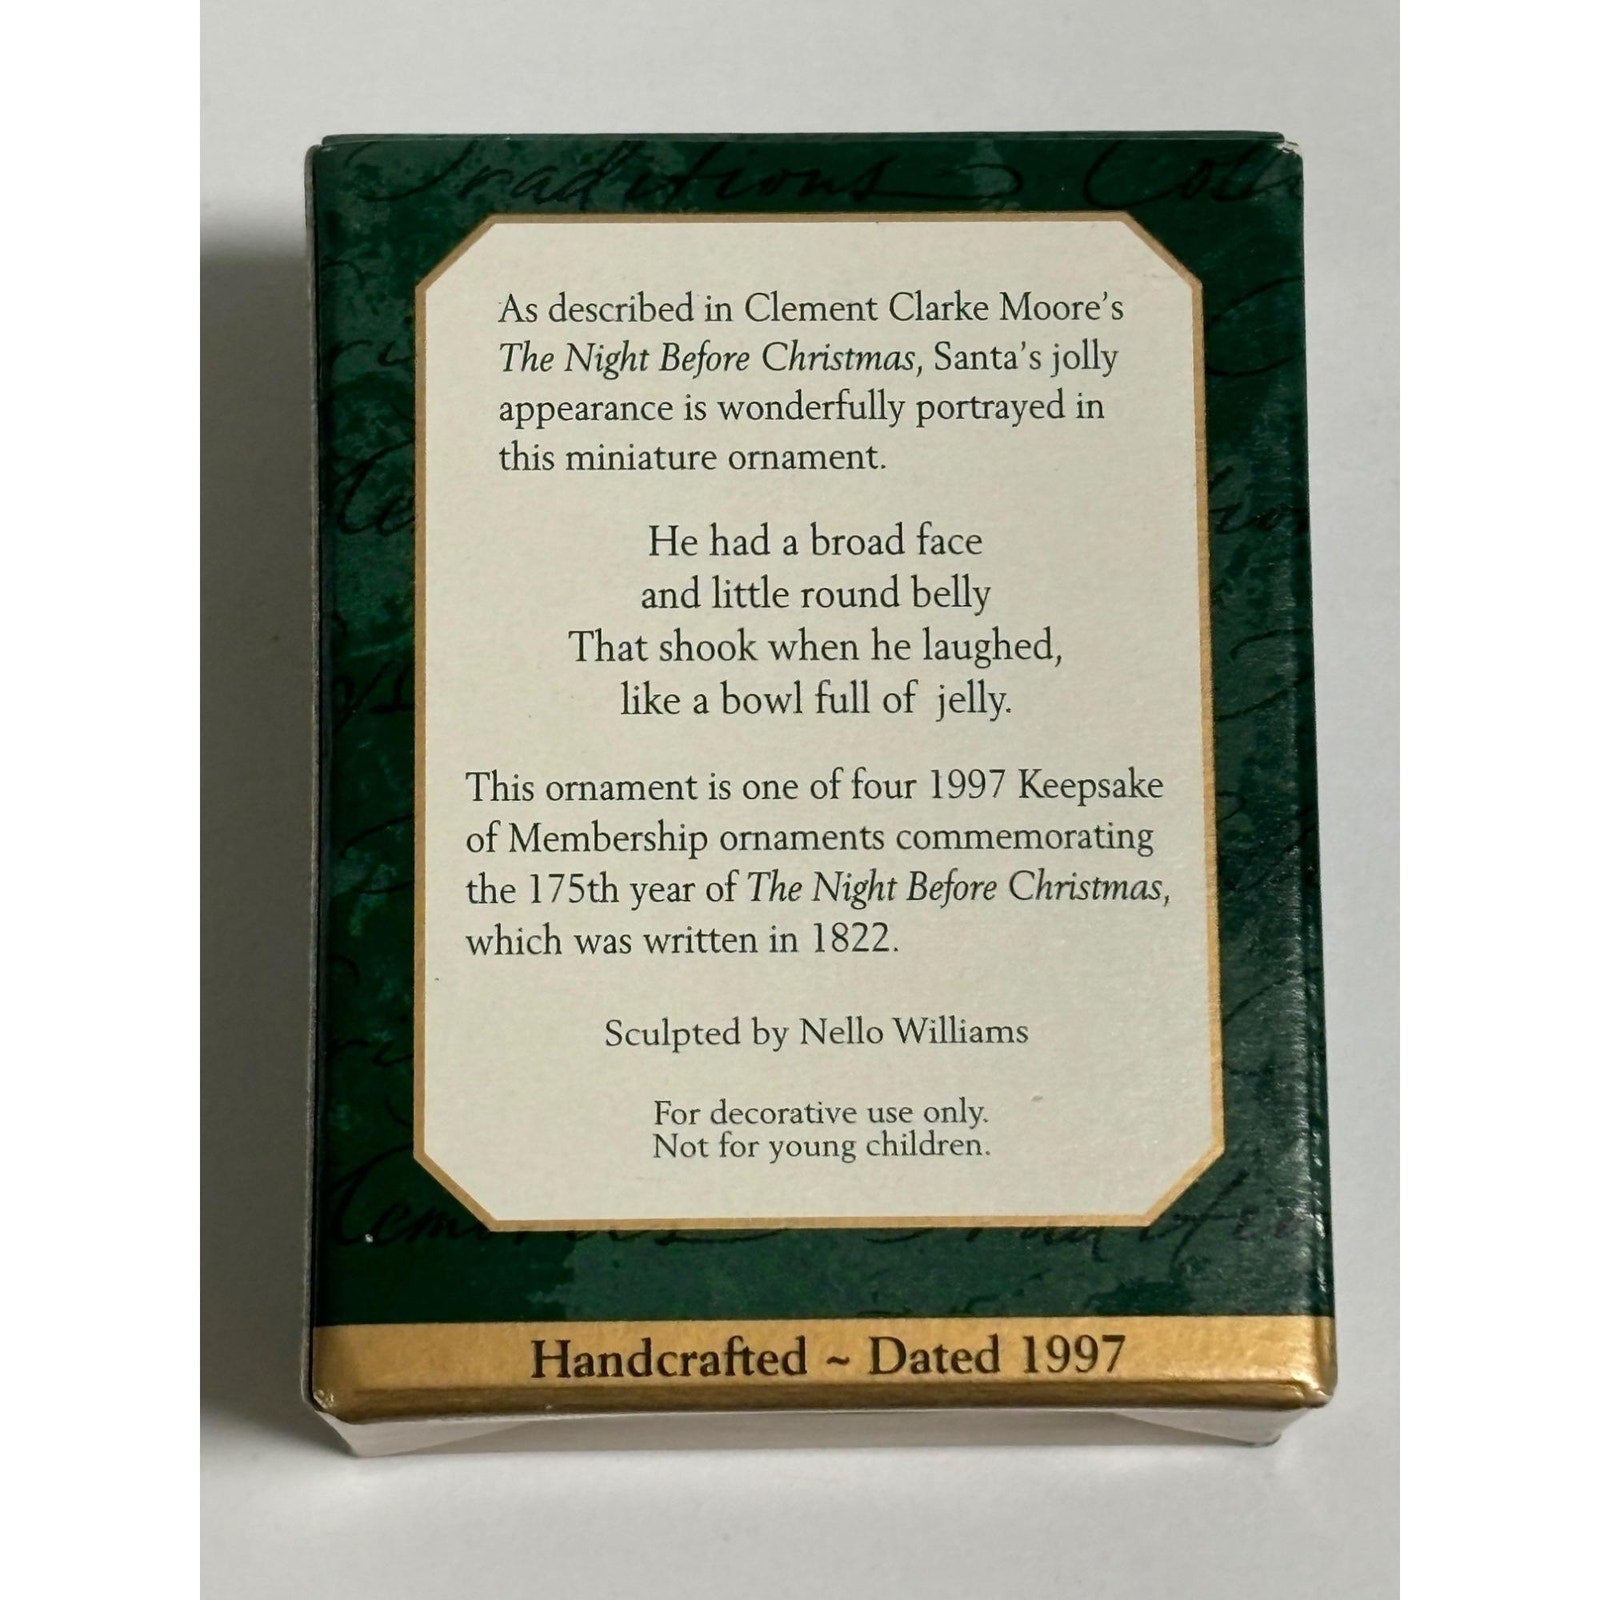 Traditions
As described in Clement Clarke Moore's
The Night Before Christmas, Santa's jolly
appearance is wonderfully portrayed in
this miniature ornament.
He had a broad face
and little round belly
That shook when he laughed,
like a bowl full of jelly.
This ornament is one of four 1997 Keepsake
of Membership ornaments commemorating
the 175th year of The Night Before Christmas,
which was written in 1822.
Sculpted by Nello Williams
For decorative use only.
Not for young children.
Handcrafted ~ Dated 1997